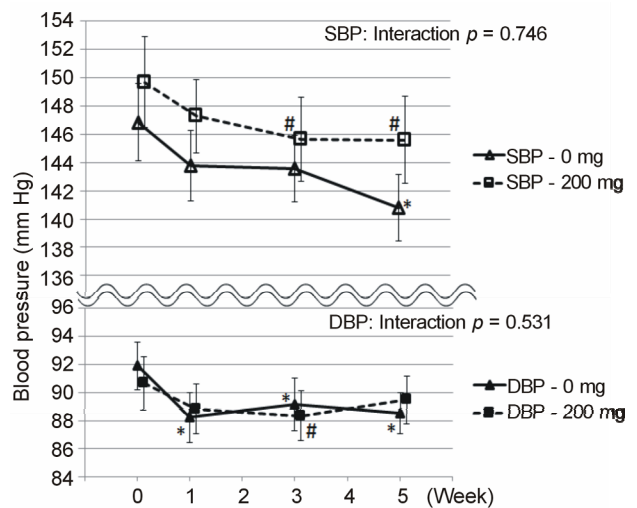 154
SBP: Interaction p = 0.746
152
150
148
146
144
142
140
138
136
# #
*
SBP - 0 mg
SBP - 200 mg
Blood pressure (mm Hg)
96
DBP: Interaction p = 0.531
94
92
90
88
86
84
* * # *
DBP - 0 mg
DBP - 200 mg
0 1 2 3 4 5 (Week)